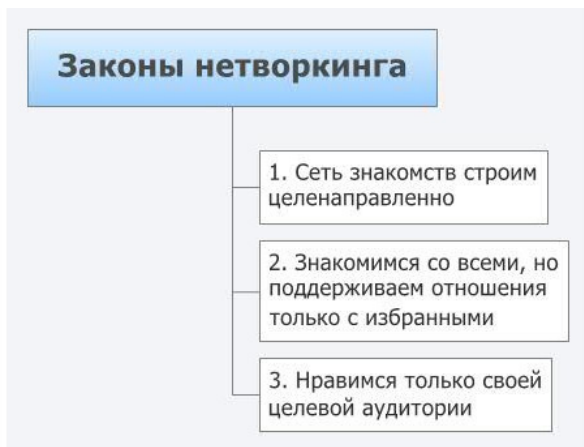 Законы нетворкинга
1. Сеть знакомств строим
целенаправленно
2. Знакомимся со всеми, но
поддерживаем отношения
только с избранными
3. Нравимся только своей
целевой аудитории